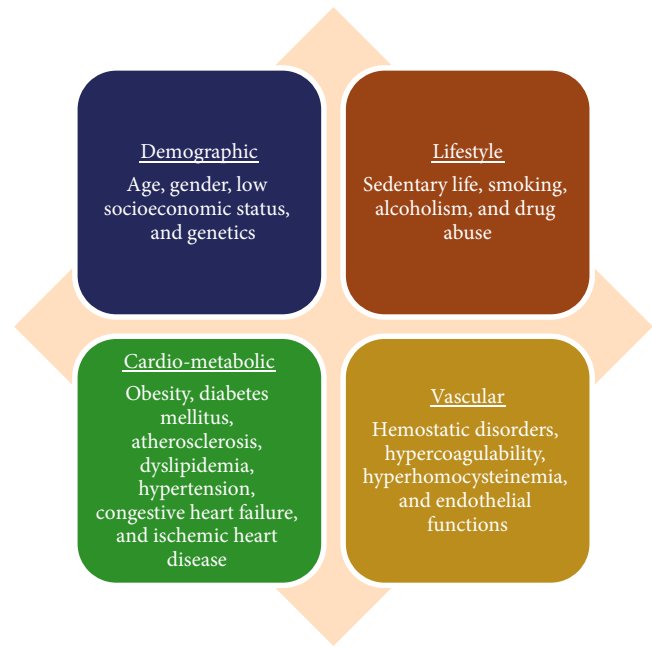 Demographic
Age, gender, low
socioeconomic status,
and genetics
Lifestyle
Sedentary life, smoking,
alcoholism, and drug
abuse
Cardio-metabolic
Obesity, diabetes
mellitus,
atherosclerosis,
dyslipidemia,
hypertension,
congestive heart failure,
and ischemic heart
disease
Vascular
Hemostatic disorders,
hypercoagulability,
hyperhomocysteinemia,
and endothelial
functions